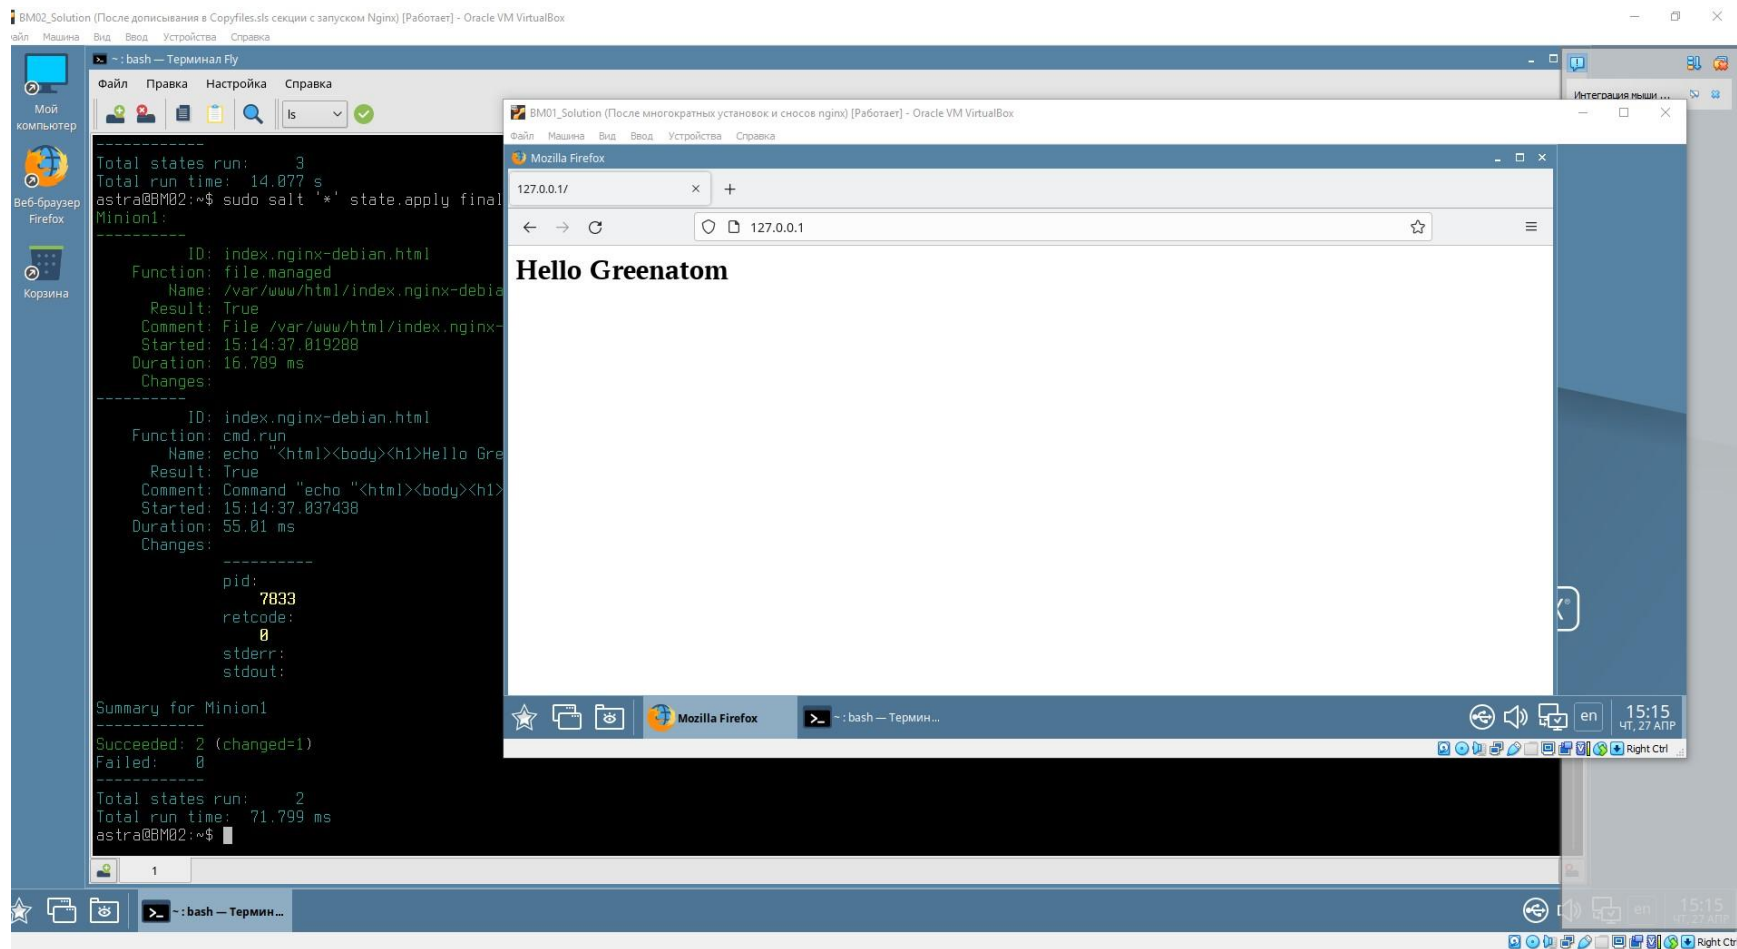 BM02_Solution (После дописывания в Copyfiles.sls секции с запуском Nginx) [Работает] - Oracle VM VirtualBox
Машина Вид Ввод Устройства Справка
~ : bash — Терминал Fly
Файл Правка Настройка Справка
ls
Мой компьютер
Веб-браузер Firefox
Корзина
Интеграция мыши ...
------------
Total states run: 3
Total run time: 14.077 s
astra@BM02:~$ sudo salt '*' state.apply final
Minion1:
----------
ID: index.nginx-debian.html
Function: file.managed
Name: /var/www/html/index.nginx-debia
Result: True
Comment: File /var/www/html/index.nginx-
Started: 15:14:37.019288
Duration: 16.789 ms
Changes:
----------
ID: index.nginx-debian.html
Function: cmd.run
Name: echo "<html><body><h1>Hello Gre
Result: True
Comment: Command "echo "<html><body><h1>
Started: 15:14:37.037438
Duration: 55.01 ms
Changes:
----------
pid:
7833
retcode:
0
stderr:
stdout:
Summary for Minion1
------------
Succeeded: 2 (changed=1)
Failed: 0
------------
Total states run: 2
Total run time: 71.799 ms
astra@BM02:~$
1
BM01_Solution (После многократных установок и сносов nginx) [Работает] - Oracle VM VirtualBox
Файл Машина Вид Ввод Устройства Справка
Mozilla Firefox
127.0.0.1/
127.0.0.1
Hello Greenatom
Mozilla Firefox
~ : bash — Термин...
en
15:15
ЧТ, 27 АПР
Right Ctrl
~ : bash — Термин...
en
15:15
ЧТ, 27 АПР
Right Ctr